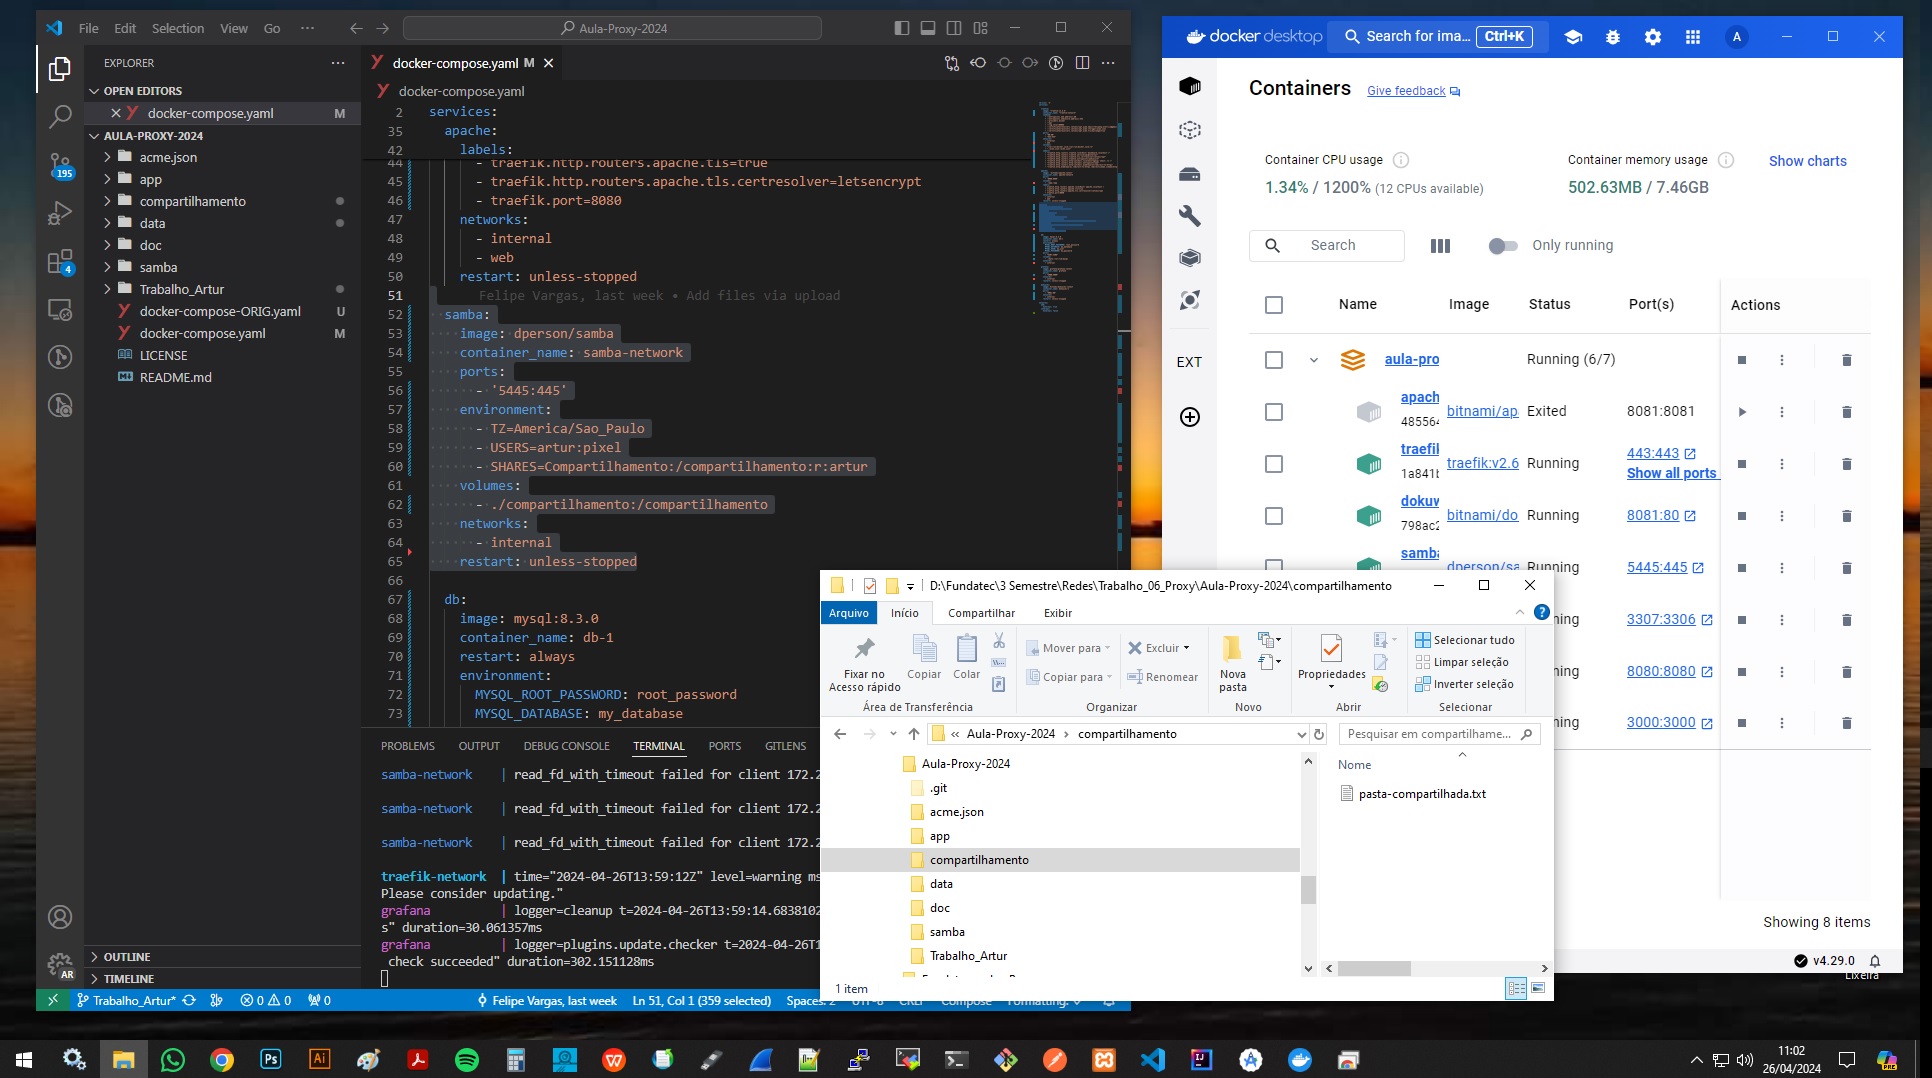 File Edit Selection View Go ··· Aula-Proxy-2024
EXPLORER ···
OPEN EDITORS
docker-compose.yaml M
AULA-PROXY-2024
acme.json
app
compartilhamento
data
doc
samba
Trabalho_Artur
docker-compose-ORIG.yaml U
docker-compose.yaml M
LICENSE
README.md
OUTLINE
TIMELINE
195
4
AR
docker-compose.yaml M
docker-compose.yaml
2 services:
35 apache:
42 labels:
44 - traefik.http.routers.apache.tls=true
45 - traefik.http.routers.apache.tls.certresolver=letsencrypt
46 - traefik.port=8080
47 networks:
48 - internal
49 - web
50 restart: unless-stopped
51 Felipe Vargas, last week • Add files via upload
52 samba:
53 image: dperson/samba
54 container_name: samba-network
55 ports:
56 - '5445:445'
57 environment:
58 - TZ=America/Sao_Paulo
59 - USERS=artur:pixel
60 - SHARES=Compartilhamento:/compartilhamento:r:artur
61 volumes:
62 - ./compartilhamento:/compartilhamento
63 networks:
64 - internal
65 restart: unless-stopped
66
67 db:
68 image: mysql:8.3.0
69 container_name: db-1
70 restart: always
71 environment:
72 MYSQL_ROOT_PASSWORD: root_password
73 MYSQL_DATABASE: my_database
PROBLEMS OUTPUT DEBUG CONSOLE TERMINAL PORTS GITLENS
samba-network | read_fd_with_timeout failed for client 172.2
samba-network | read_fd_with_timeout failed for client 172.2
samba-network | read_fd_with_timeout failed for client 172.2
traefik-network | time="2024-04-26T13:59:12Z" level=warning ms
Please consider updating."
grafana | logger=cleanup t=2024-04-26T13:59:14.6838102
s" duration=30.061357ms
grafana | logger=plugins.update.checker t=2024-04-26T1
check succeeded" duration=302.151128ms
Trabalho_Artur* 0 0 0 Felipe Vargas, last week Ln 51, Col 1 (359 selected) Spaces: 2 UTF-8 CRLF Compose Formatting:
docker desktop Search for ima... Ctrl+K A
Containers Give feedback
Container CPU usage
1.34% / 1200% (12 CPUs available)
Container memory usage
502.63MB / 7.46GB
Show charts
Search Only running
EXT
Name Image Status Port(s) Actions
aula-pro Running (6/7)
apach
485564 bitnami/ap Exited 8081:8081
traefik
1a841b traefik:v2.6 Running 443:443
Show all ports
dokuw
798ac2 bitnami/do Running 8081:80
samba
dperson/sa Running 5445:445
ning 3307:3306
ning 8080:8080
ning 3000:3000
Showing 8 items
v4.29.0
Lixeira
D:\Fundatec\3 Semestre\Redes\Trabalho_06_Proxy\Aula-Proxy-2024\compartilhamento
Arquivo Início Compartilhar Exibir
Fixar no
Acesso rápido
Copiar Colar
Área de Transferência
Mover para Excluir
Copiar para Renomear
Organizar
Nova
pasta
Novo
Propriedades
Abrir
Selecionar tudo
Limpar seleção
Inverter seleção
Selecionar
« Aula-Proxy-2024 › compartilhamento Pesquisar em compartilhame...
Aula-Proxy-2024
.git
acme.json
app
compartilhamento
data
doc
samba
Trabalho_Artur
Nome
pasta-compartilhada.txt
1 item
Ps Ai
11:02
26/04/2024
PRE